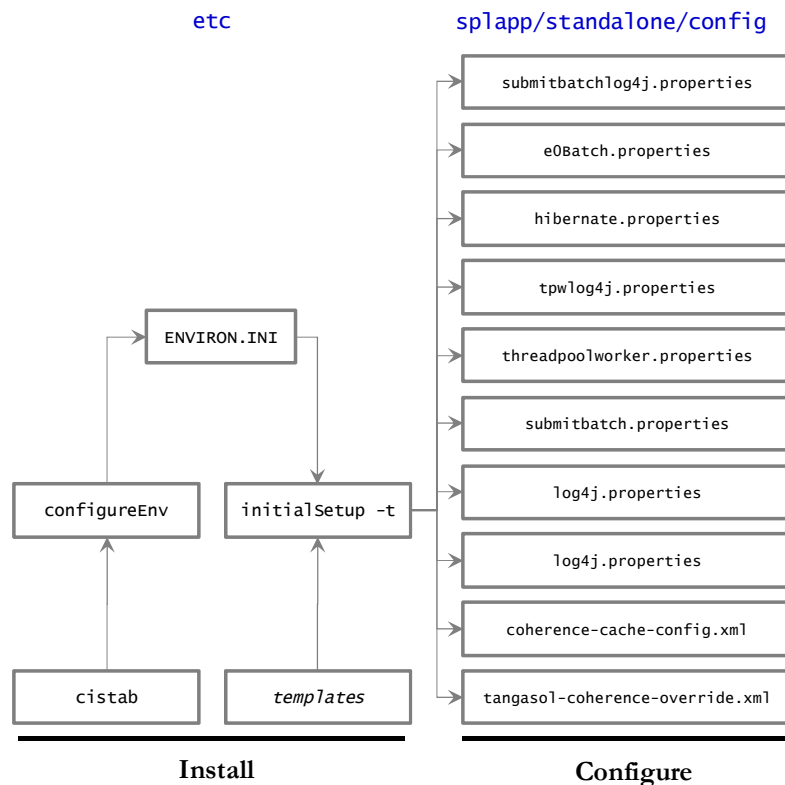 etc
splapp/standalone/config
submitbatchlog4j.properties
e0Batch.properties
hibernate.properties
tpwlog4j.properties
ENVIRON.INI
threadpoolworker.properties
submitbatch.properties
configureEnv
initialSetup -t
log4j.properties
log4j.properties
coherence-cache-config.xml
cistab
templates
tangasol-coherence-override.xml
Install
Configure